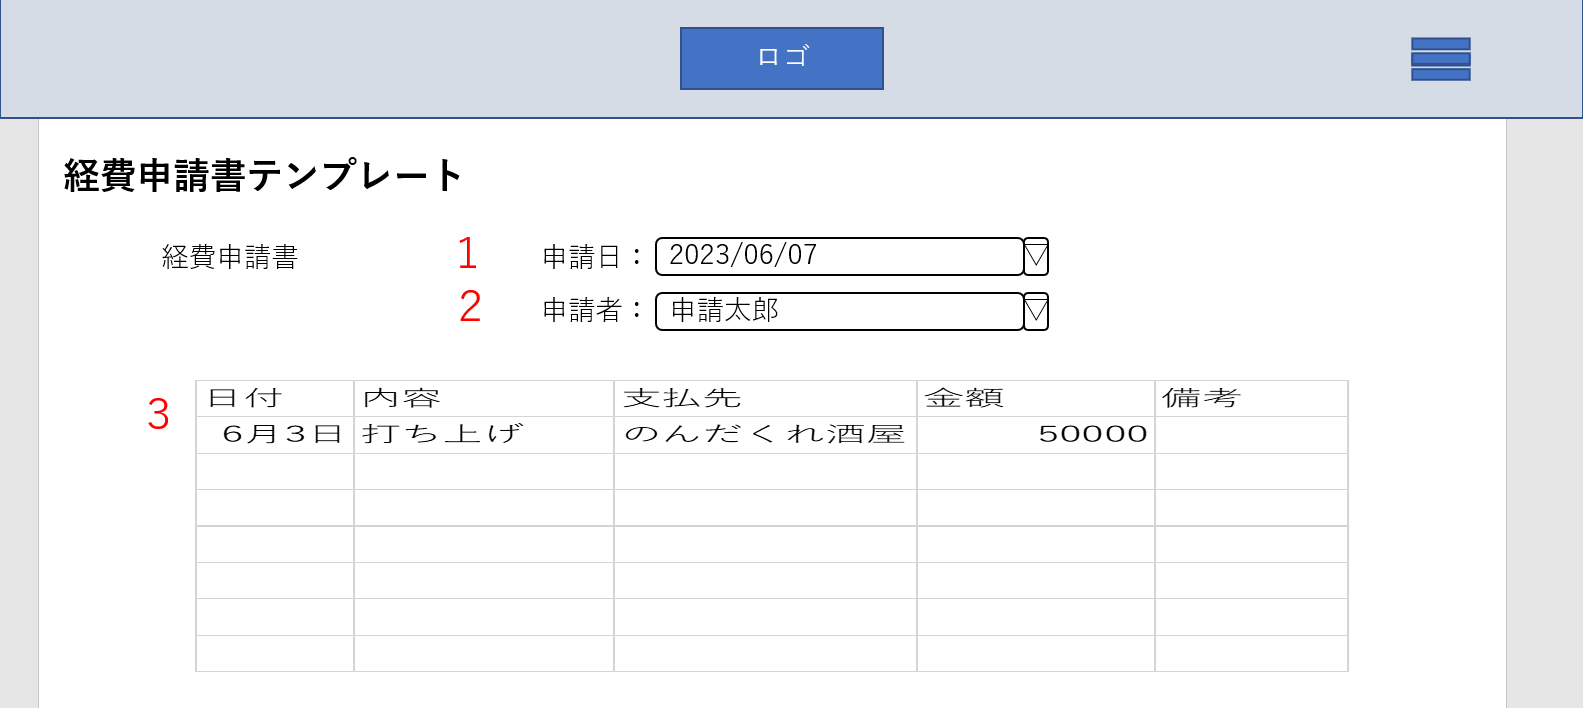 ロゴ
経費申請書テンプレート
経費申請書 1 申請日： 2023/06/07 ▽
2 申請者： 申請太郎 ▽
3 日付 内容 支払先 金額 備考
6月3日 打ち上げ のんだくれ酒屋 50000